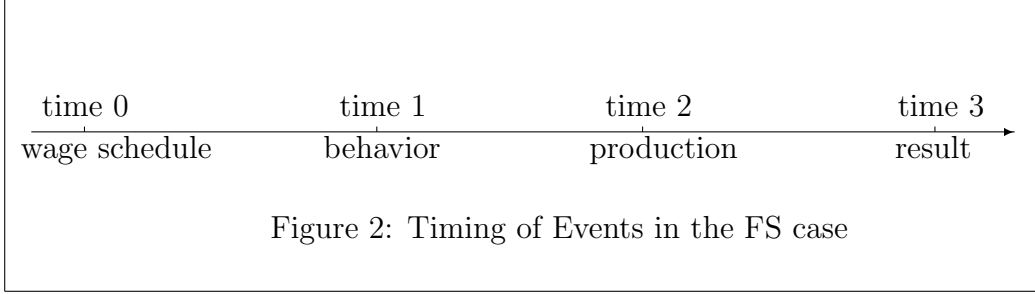 time 0 time 1 time 2 time 3
wage schedule behavior production result
Figure 2: Timing of Events in the FS case